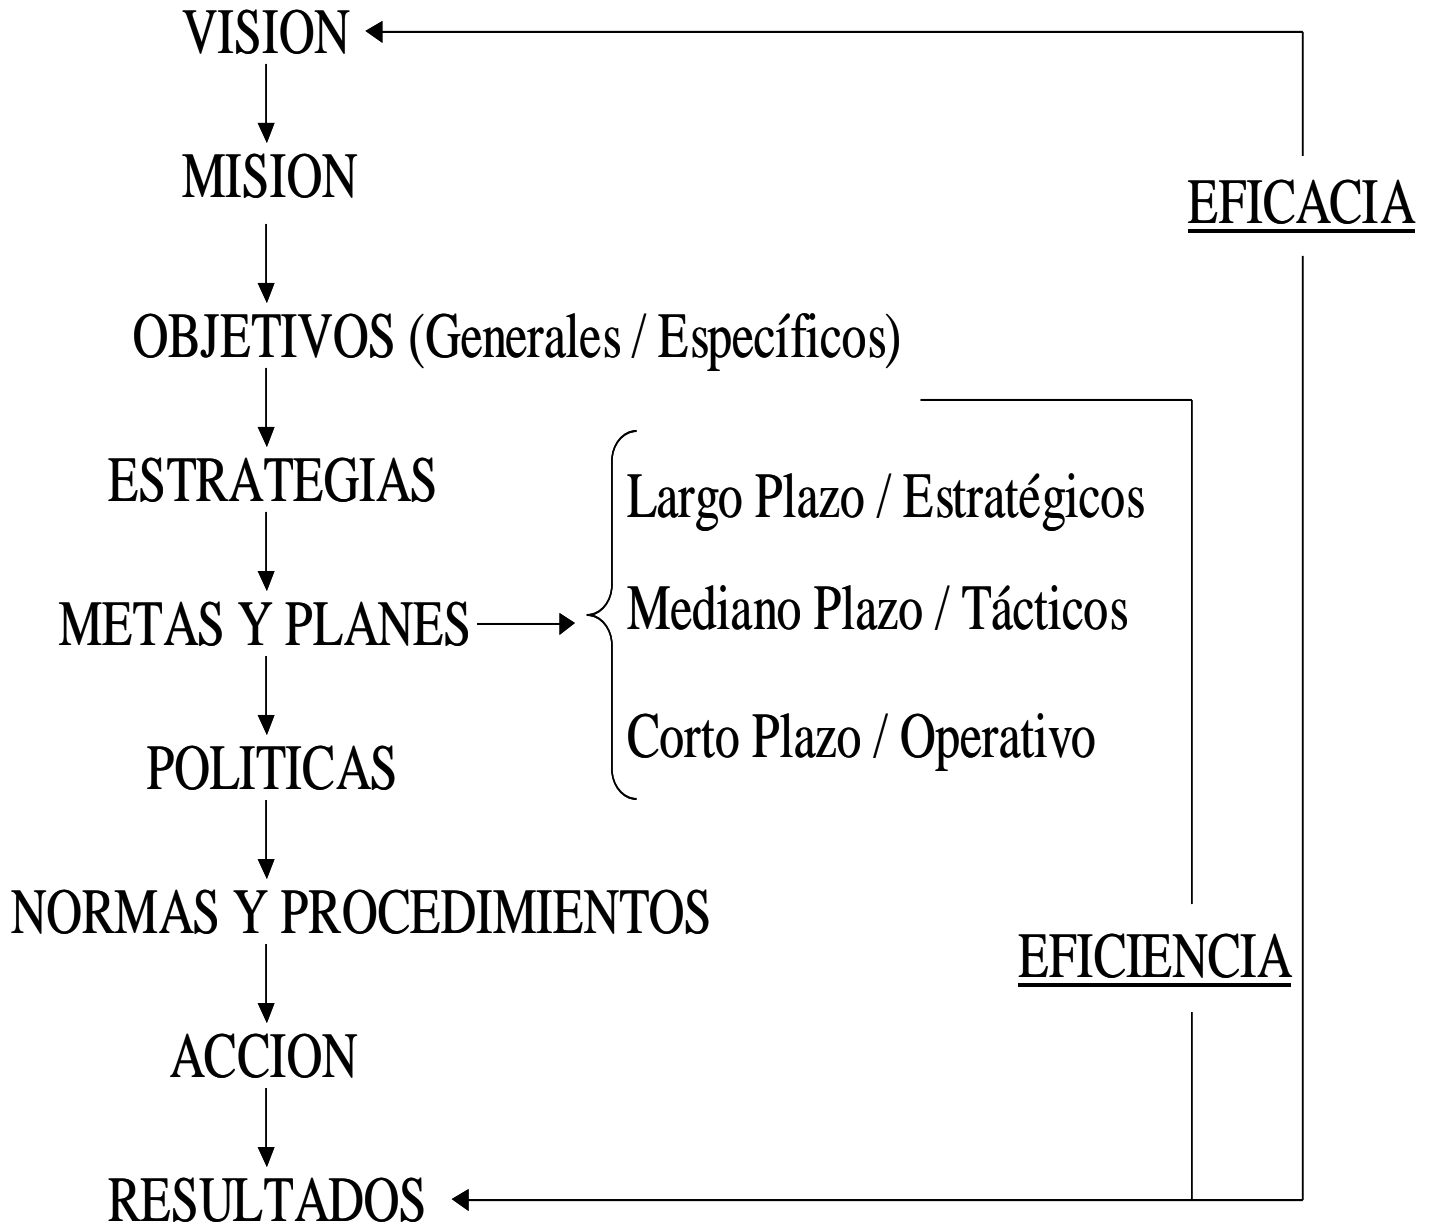 VISION
MISION
EFICACIA
OBJETIVOS (Generales / Específicos)
ESTRATEGIAS
Largo Plazo / Estratégicos
METAS Y PLANES
Mediano Plazo / Tácticos
POLITICAS
Corto Plazo / Operativo
NORMAS Y PROCEDIMIENTOS
EFICIENCIA
ACCION
RESULTADOS